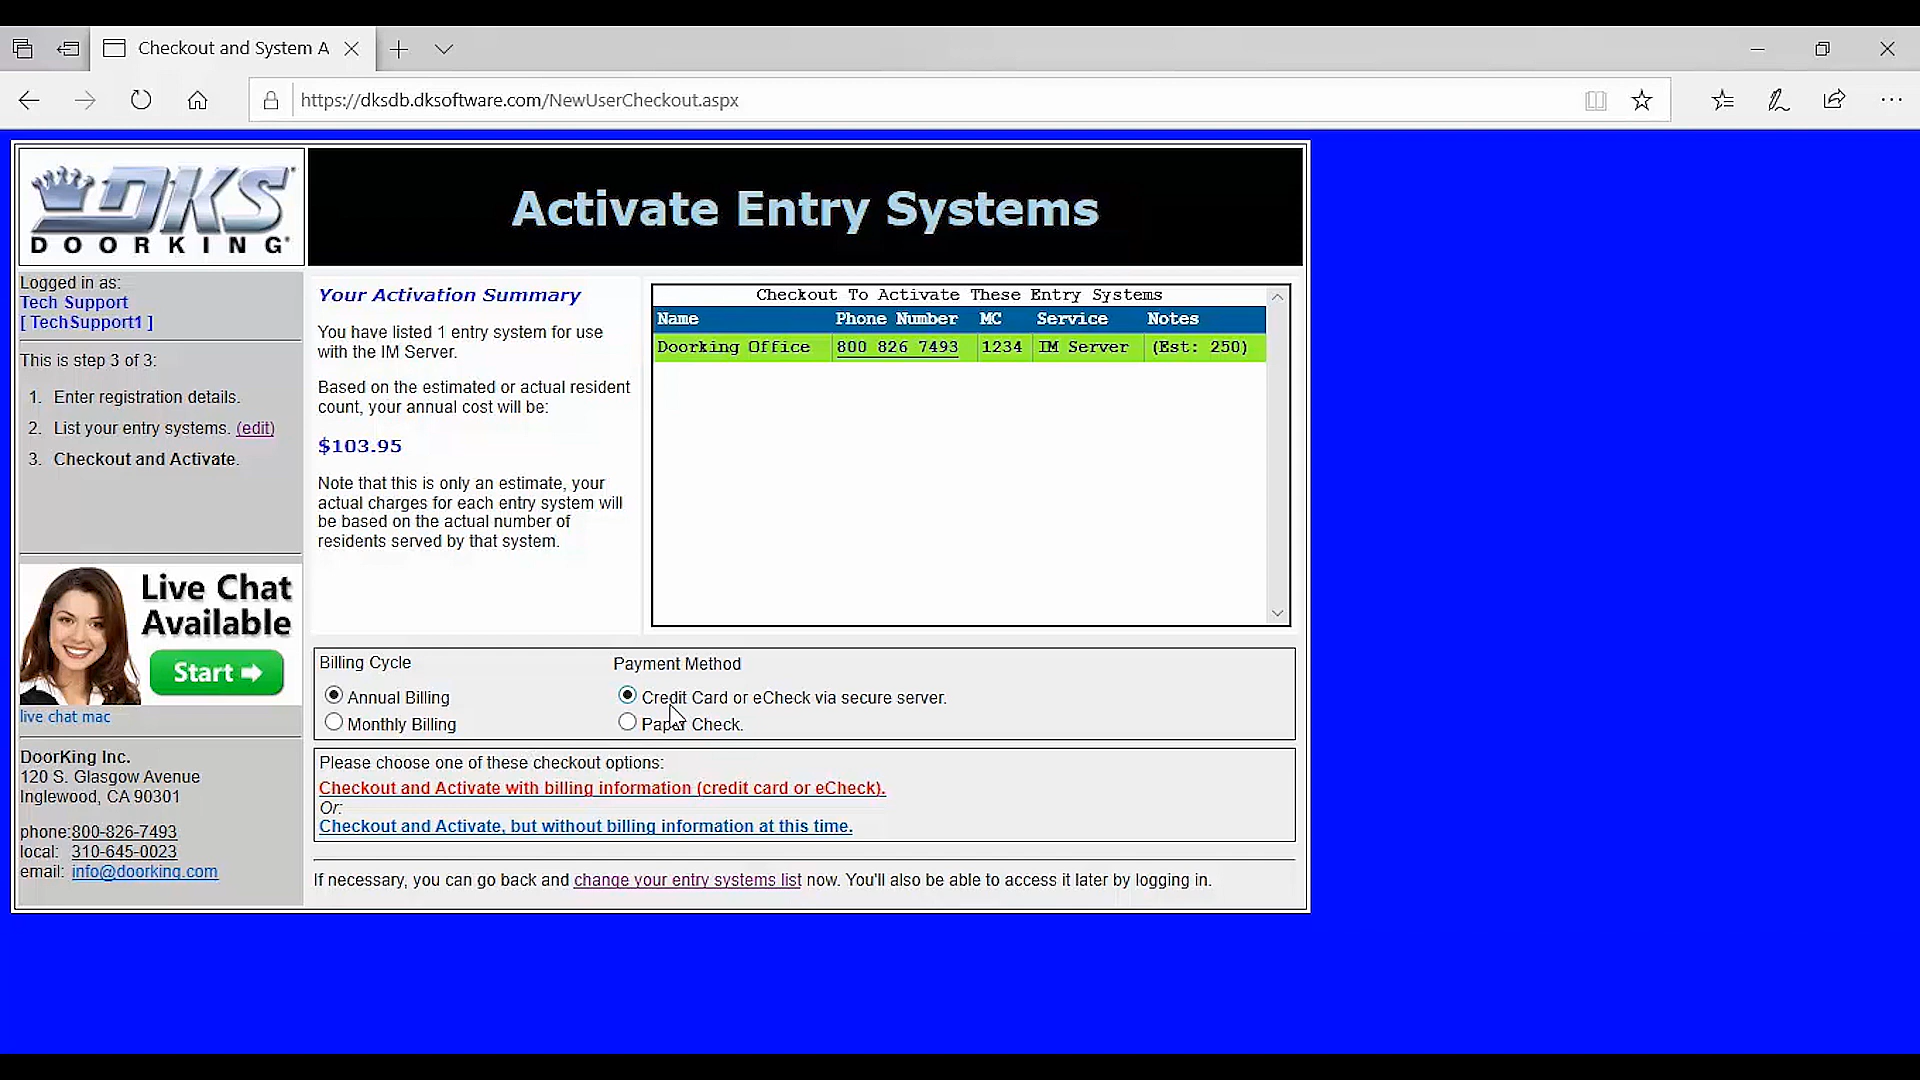 Checkout and System A
https://dksdb.dksoftware.com/NewUserCheckout.aspx
DKS
DOORKING
Activate Entry Systems
Logged in as:
Tech Support
[ TechSupport1 ]
This is step 3 of 3:
1. Enter registration details.
2. List your entry systems. (edit)
3. Checkout and Activate.
Live Chat
Available
Start
live chat mac
DoorKing Inc.
120 S. Glasgow Avenue
Inglewood, CA 90301
phone:800-826-7493
local: 310-645-0023
email: info@doorking.com
Your Activation Summary
You have listed 1 entry system for use
with the IM Server.
Based on the estimated or actual resident
count, your annual cost will be:
$103.95
Note that this is only an estimate, your
actual charges for each entry system will
be based on the actual number of
residents served by that system.
Checkout To Activate These Entry Systems
Name Phone Number MC Service Notes
Doorking Office 800 826 7493 1234 IM Server (Est: 250)
Billing Cycle Payment Method
Annual Billing Credit Card or eCheck via secure server.
Monthly Billing Paper Check.
Please choose one of these checkout options:
Checkout and Activate with billing information (credit card or eCheck).
Or:
Checkout and Activate, but without billing information at this time.
If necessary, you can go back and change your entry systems list now. You'll also be able to access it later by logging in.